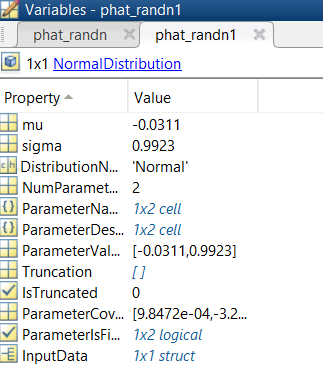 Variables - phat_randn1
phat_randn × phat_randn1 ×
1x1 NormalDistribution
Property Value
mu -0.0311
sigma 0.9923
DistributionN... 'Normal'
NumParamet... 2
ParameterNa... 1x2 cell
ParameterDes... 1x2 cell
ParameterVal... [-0.0311,0.9923]
Truncation [ ]
IsTruncated 0
ParameterCov... [9.8472e-04,-3.2...
ParameterIsFi... 1x2 logical
InputData 1x1 struct